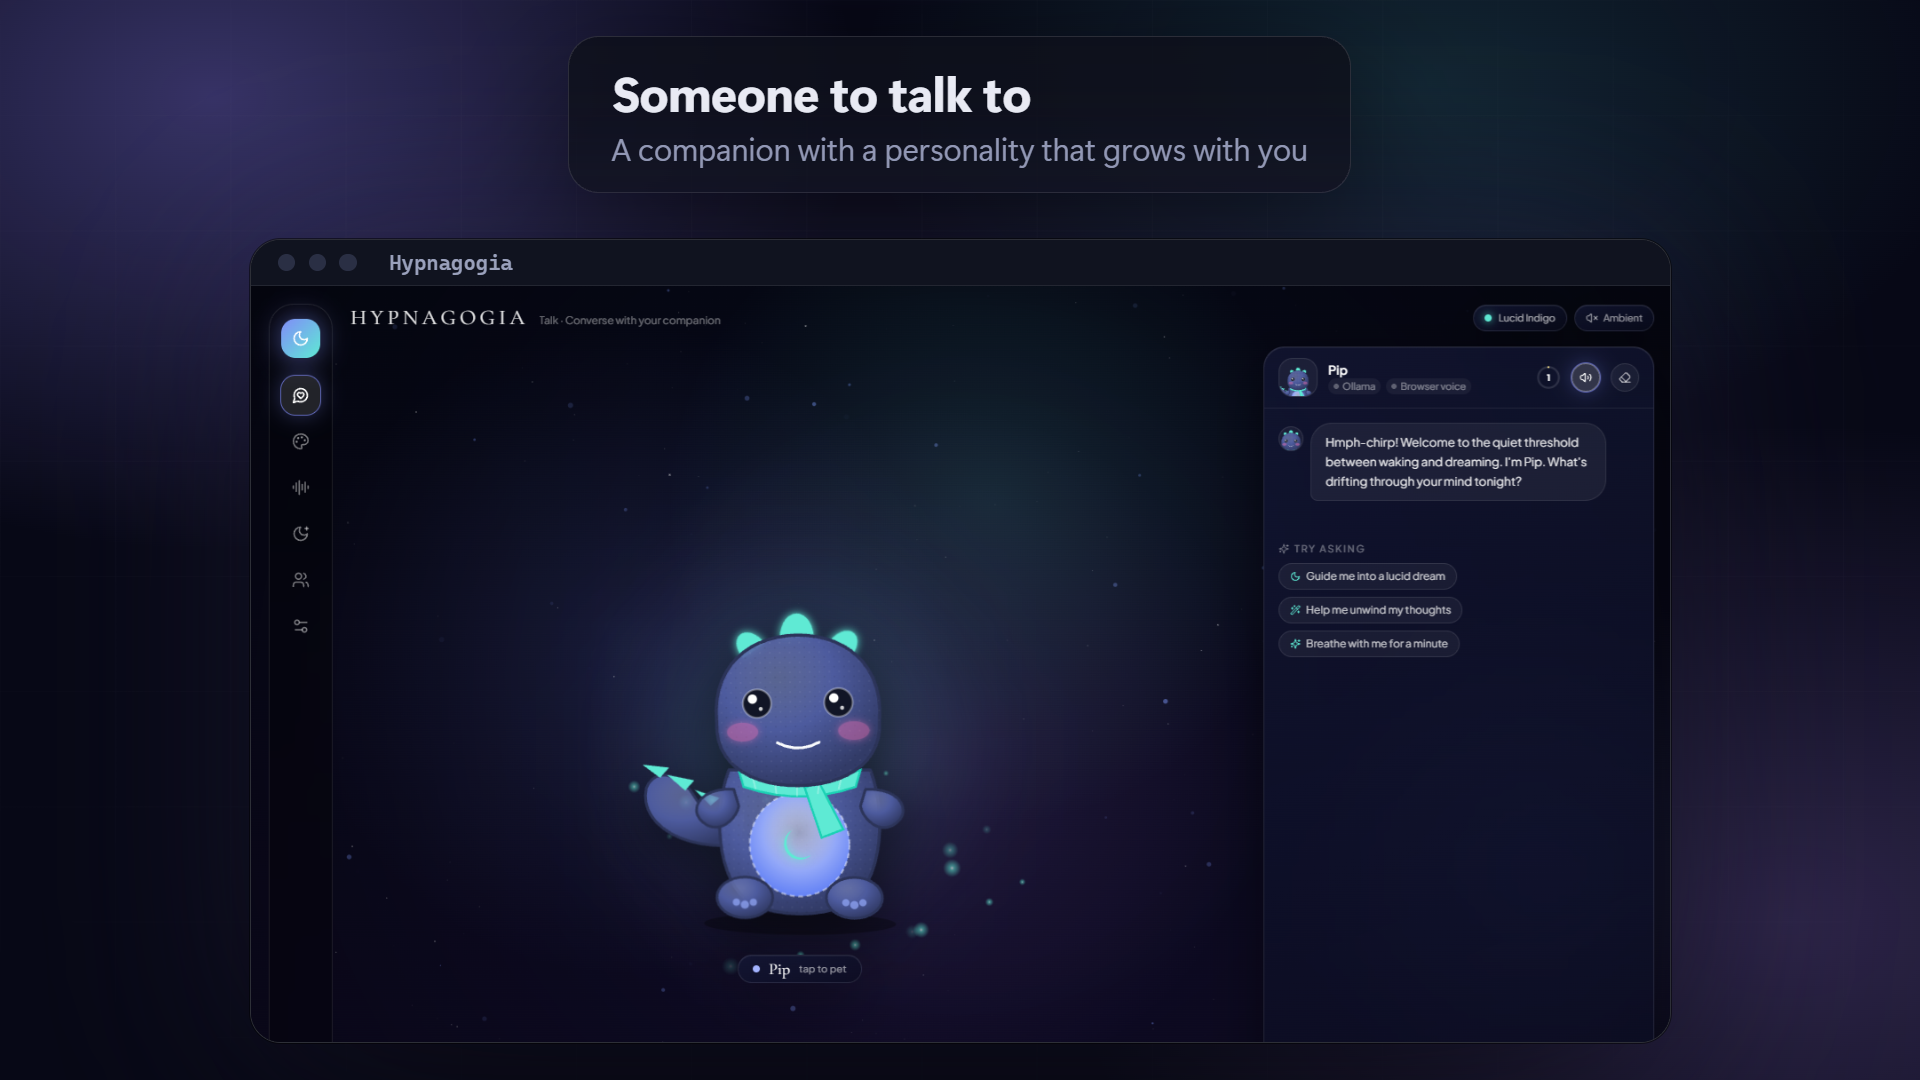 Someone to talk to
A companion with a personality that grows with you
Hypnagogia
HYPNAGOGIA Talk · Converse with your companion
Lucid Indigo
Ambient
Pip
Ollama
Browser voice
1
Hmph-chirp! Welcome to the quiet threshold
between waking and dreaming. I'm Pip. What's
drifting through your mind tonight?
TRY ASKING
Guide me into a lucid dream
Help me unwind my thoughts
Breathe with me for a minute
Pip tap to pet